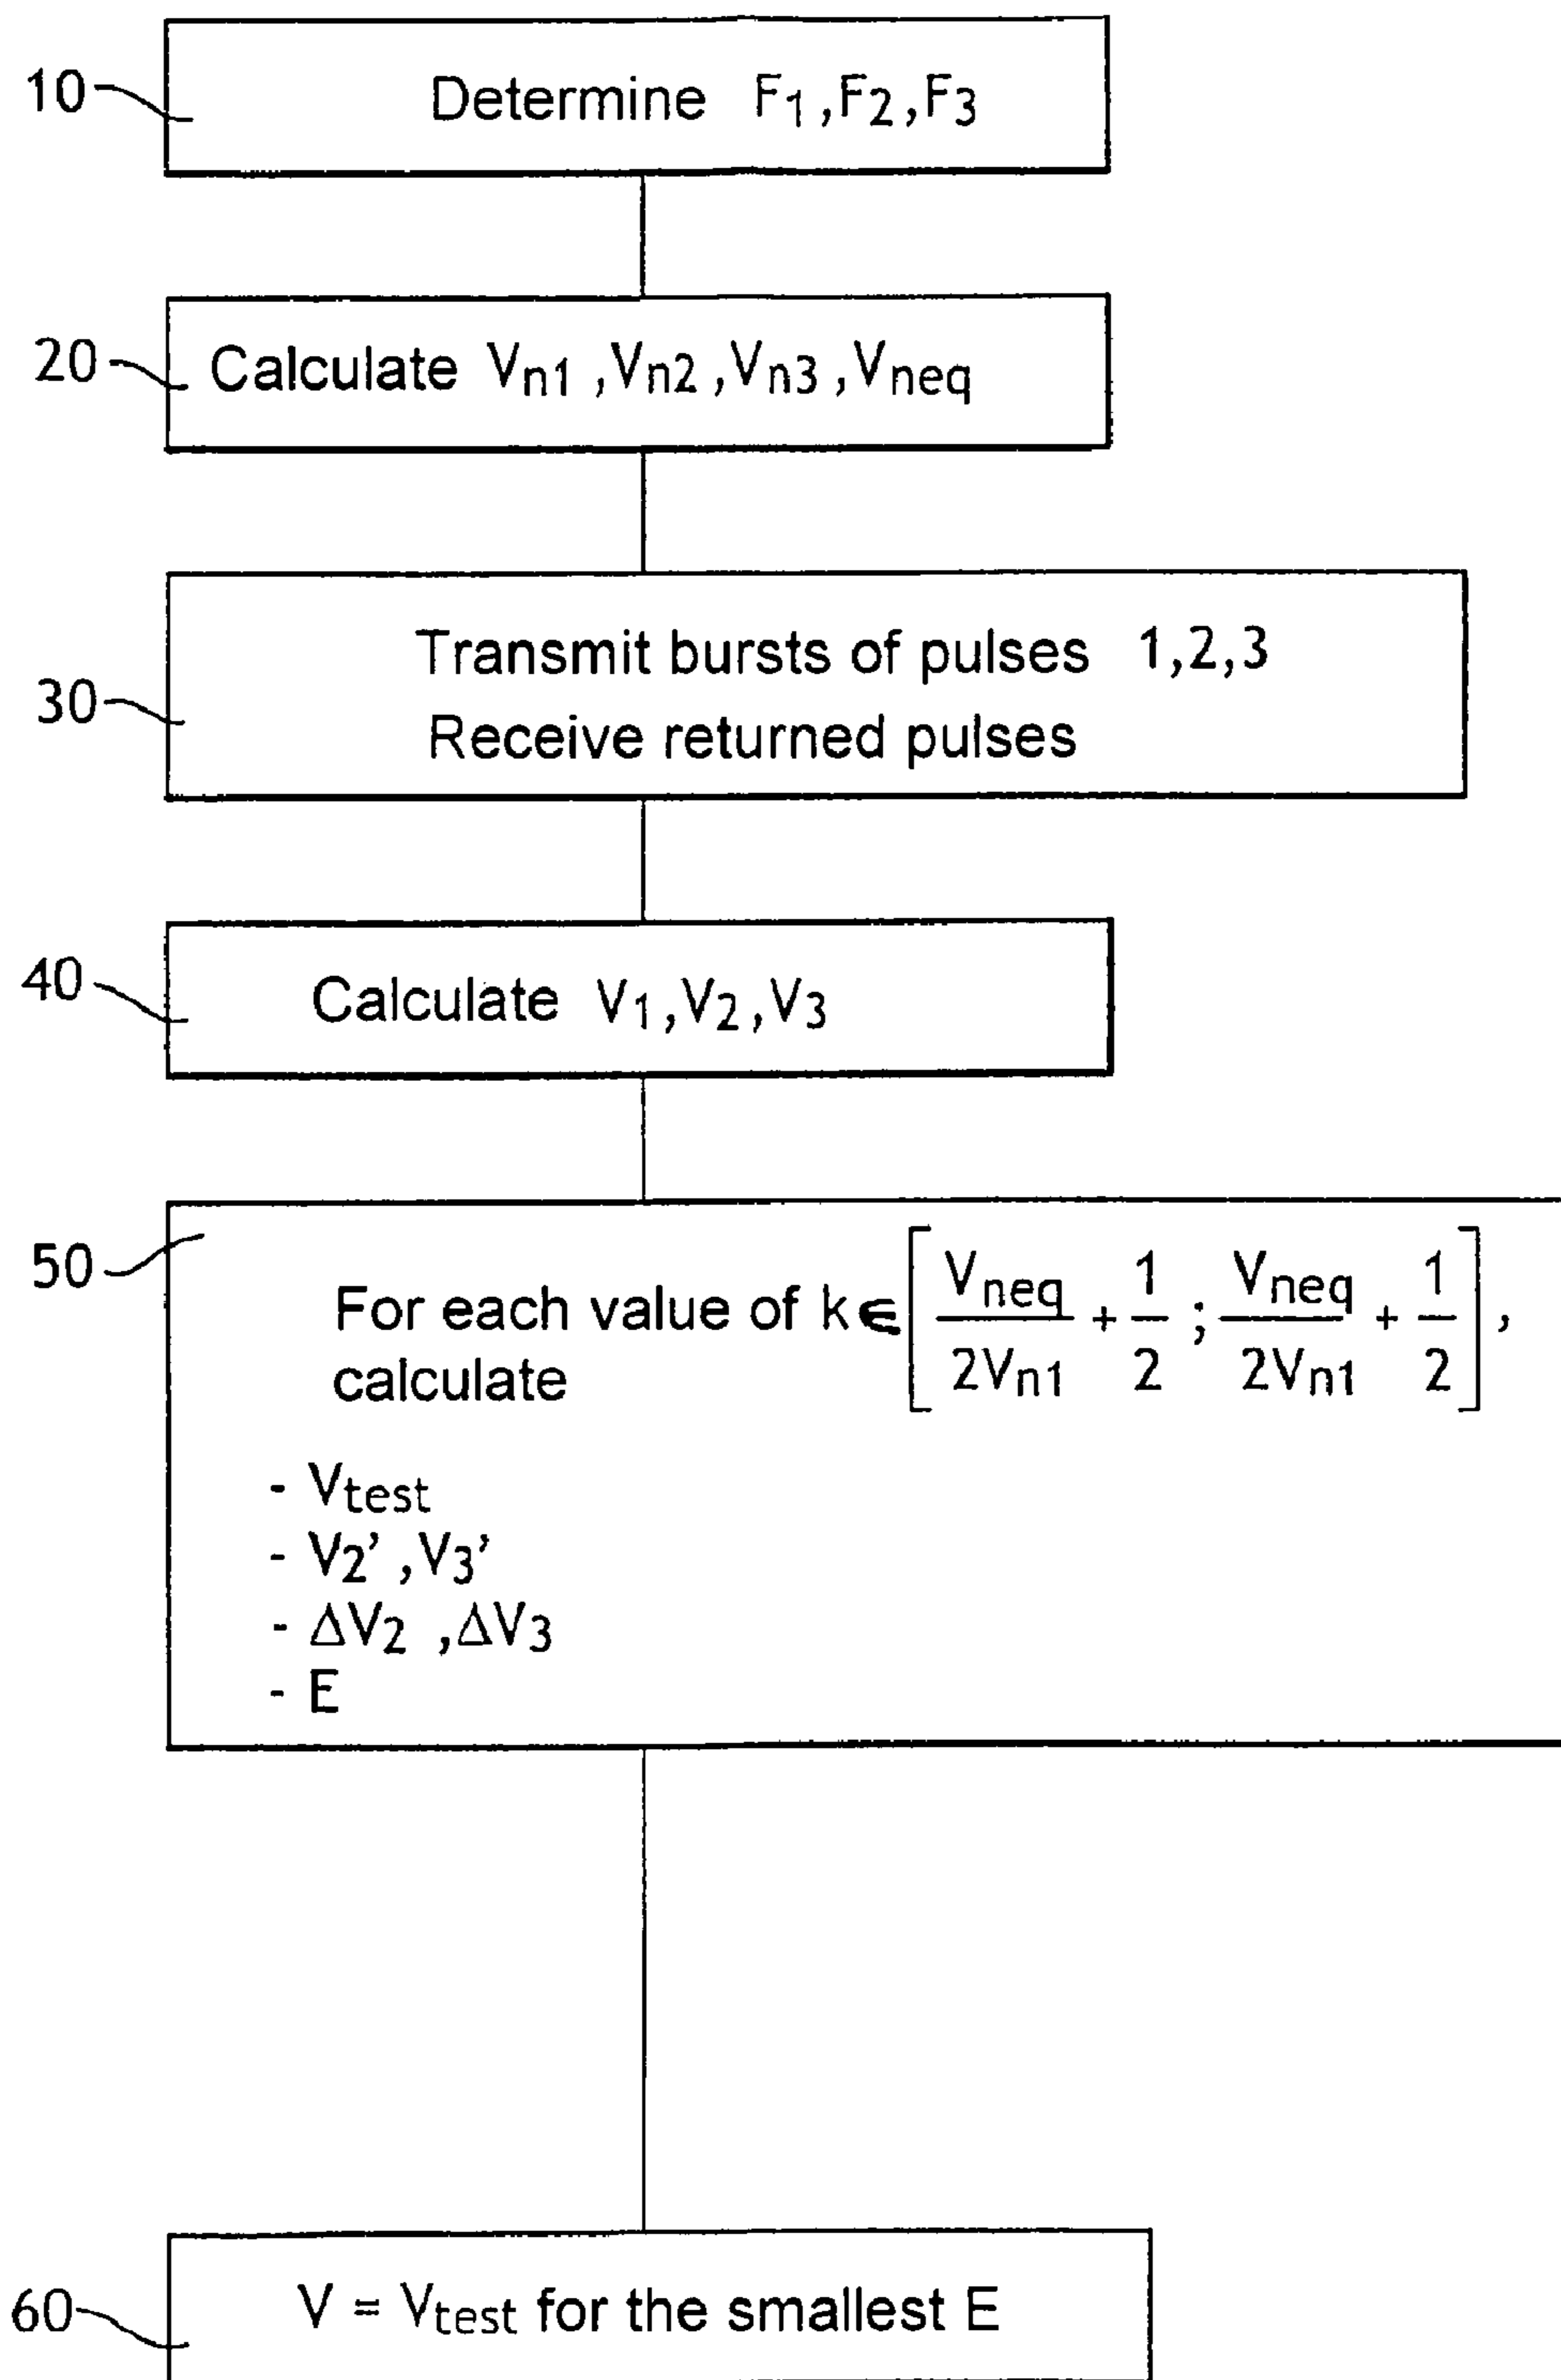 10 Determine F1,F2,F3
20 Calculate Vn1 ,Vn2 ,Vn3 ,Vneq
30 Transmit bursts of pulses 1,2,3
Receive returned pulses
40 Calculate V1,V2,V3
50 For each value of k ∈ [ Vneq/2Vn1 + 1/2 ; Vneq/2Vn1 + 1/2 ] ,
calculate
- Vtest
- V2' ,V3'
- ΔV2 ,ΔV3
- E
60 V = Vtest for the smallest E